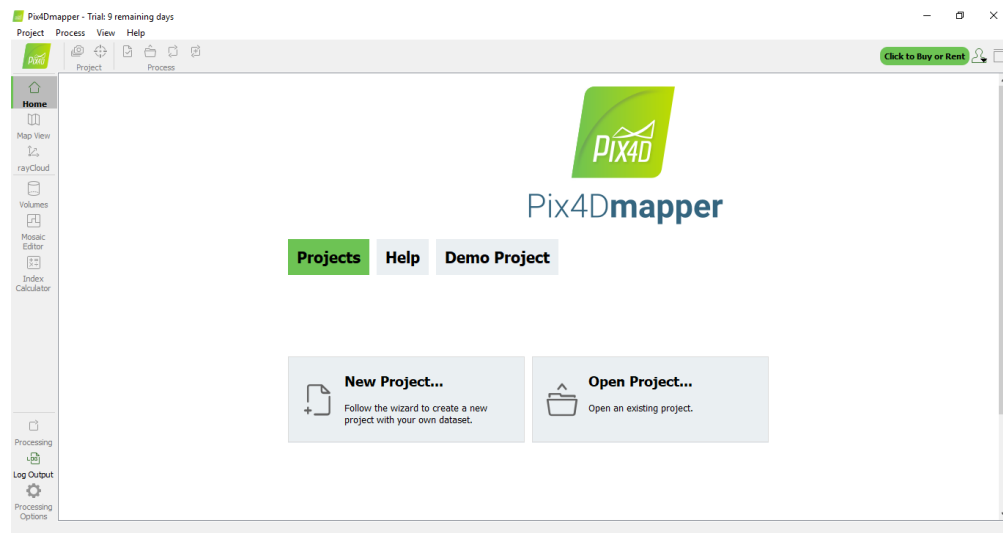 Pix4Dmapper - Trial: 9 remaining days
Project Process View Help
Pix4D
Project Process
Click to Buy or Rent
Home
Map View
rayCloud
Volumes
Mosaic
Editor
Index
Calculator
PIX4D
Pix4Dmapper
Projects Help Demo Project
New Project...
Follow the wizard to create a new
project with your own dataset.
Open Project...
Open an existing project.
Processing
LOG
Log Output
Processing
Options